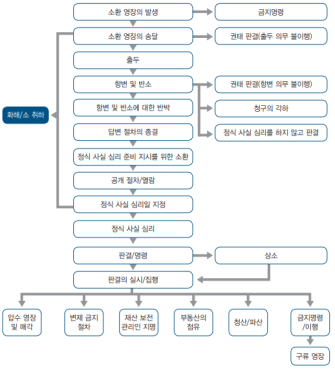 소환 영장의 발생
금지명령
소환 영장의 송달
궐태 판결(출두 의무 불이행)
출두
항변 및 반소
궐태 판결(항변 의무 불이행)
화해/소 취하
항변 및 반소에 대한 반박
청구의 각하
답변 절차의 종결
정식 사실 심리를 하지 않고 판결
정식 사실 심리 준비 지시를 위한 소환
공개 절차/열람
정식 사실 심리일 지정
정식 사실 심리
판결/명령
상소
판결의 실시/집행
압수 영장
및 매각
변제 금지
절차
재산 보전
관리인 지명
부동산의
점유
청산/파산
금지명령
/이행
구류 영장